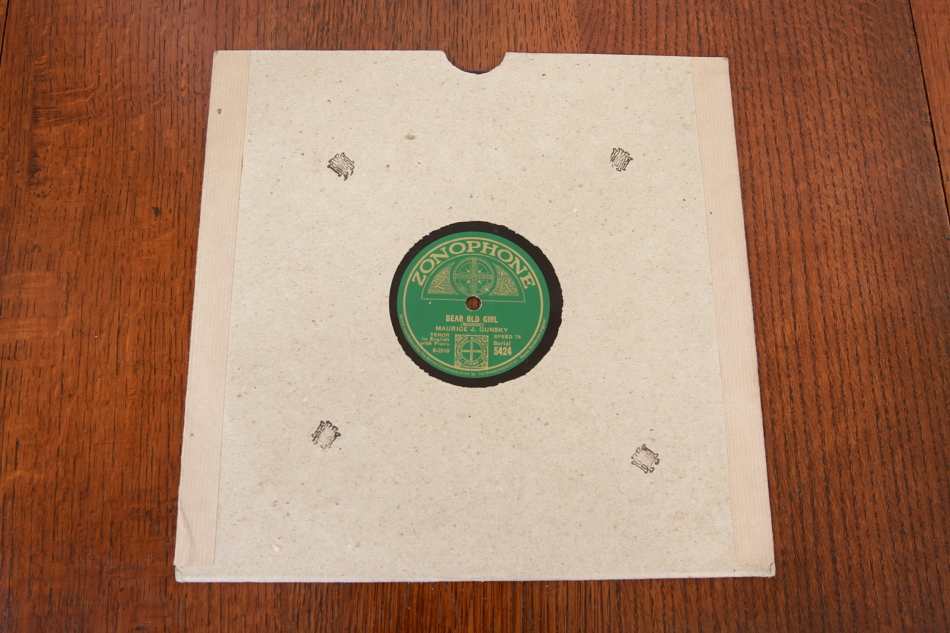 ZONOPHONE
DEAR OLD GIRL
(MORSE)
MAURICE J. GUNSKY
TENOR
in English
with Piano
SPEED 78
Serial
5424